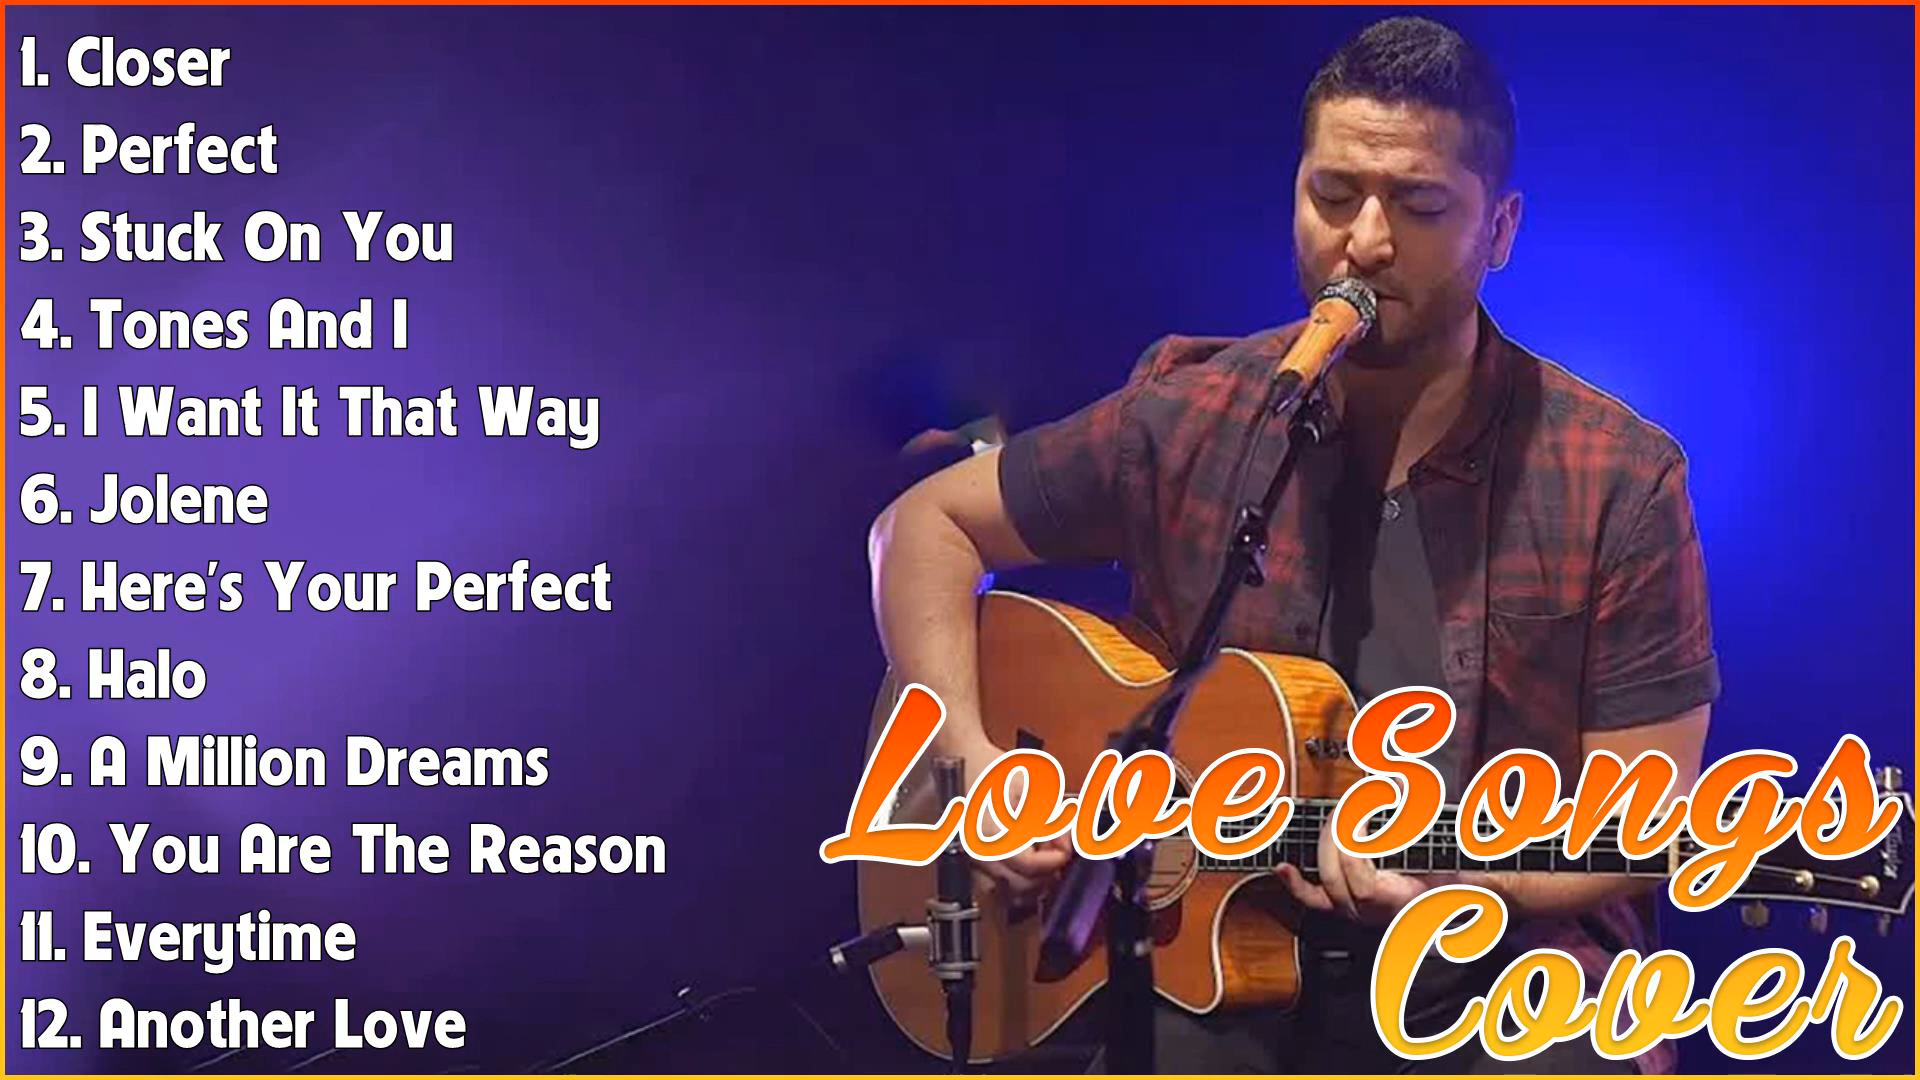 1. Closer
2. Perfect
3. Stuck On You
4. Tones And I
5. I Want It That Way
6. Jolene
7. Here's Your Perfect
8. Halo
9. A Million Dreams
10. You Are The Reason
11. Everytime
12. Another Love
Love Songs
Cover